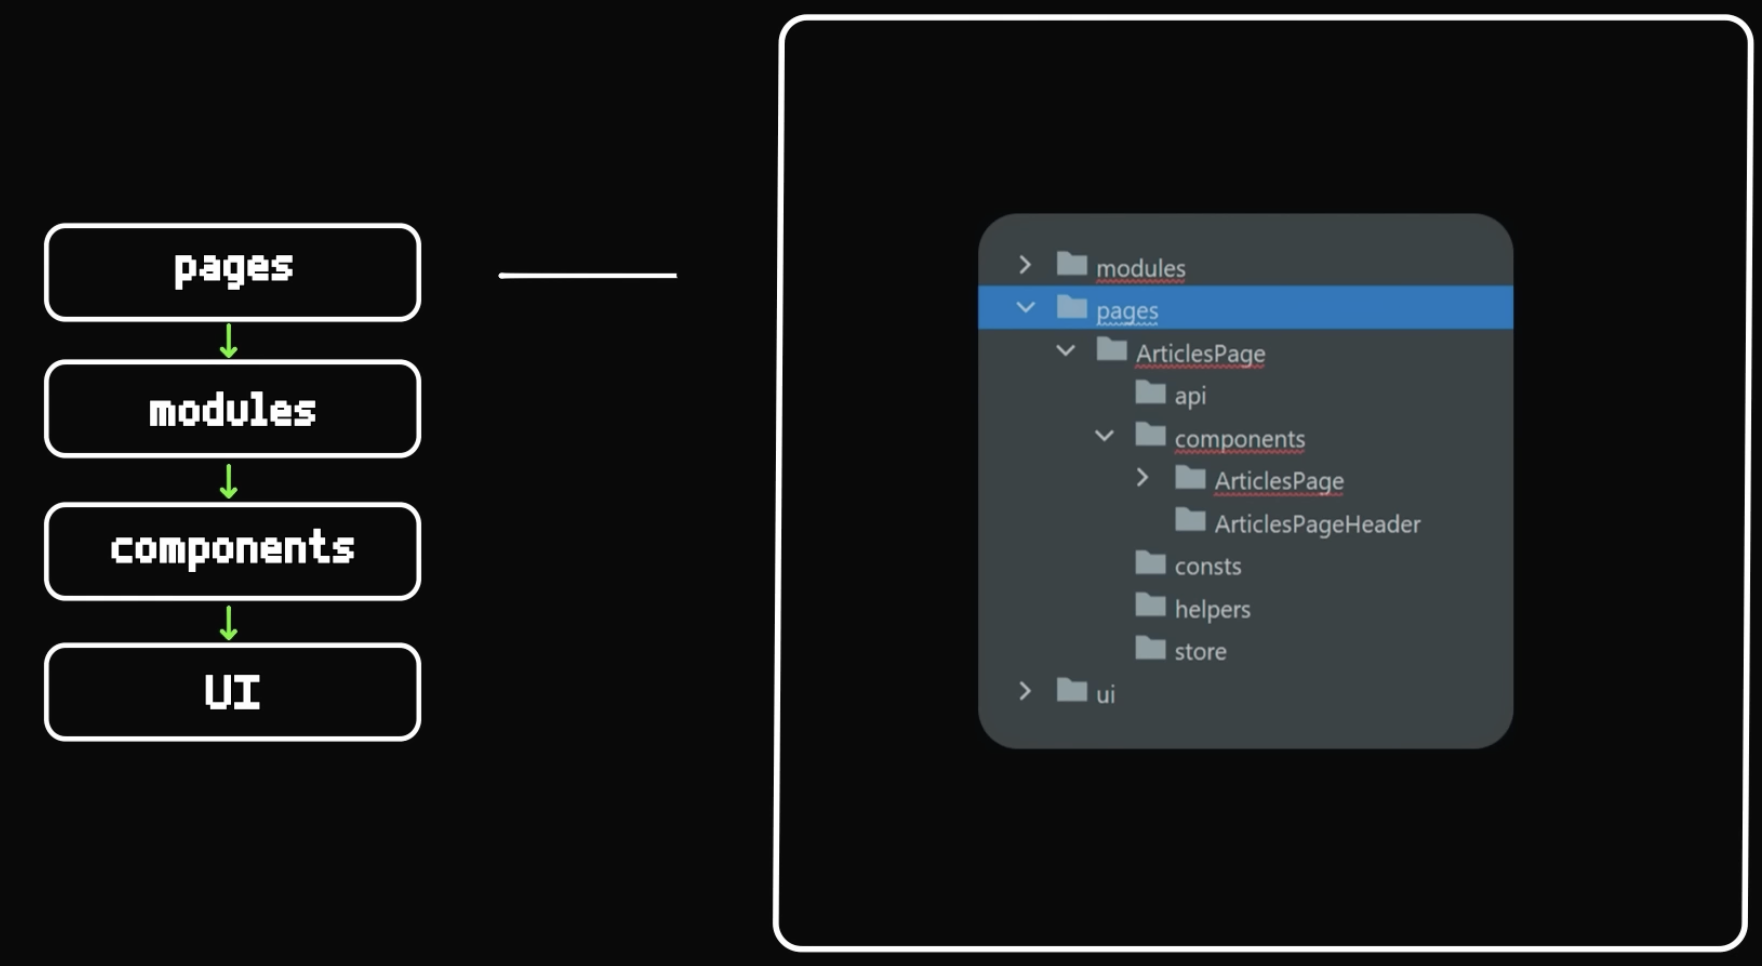 pages
modules
components
UI
modules
pages
ArticlesPage
api
components
ArticlesPage
ArticlesPageHeader
consts
helpers
store
ui